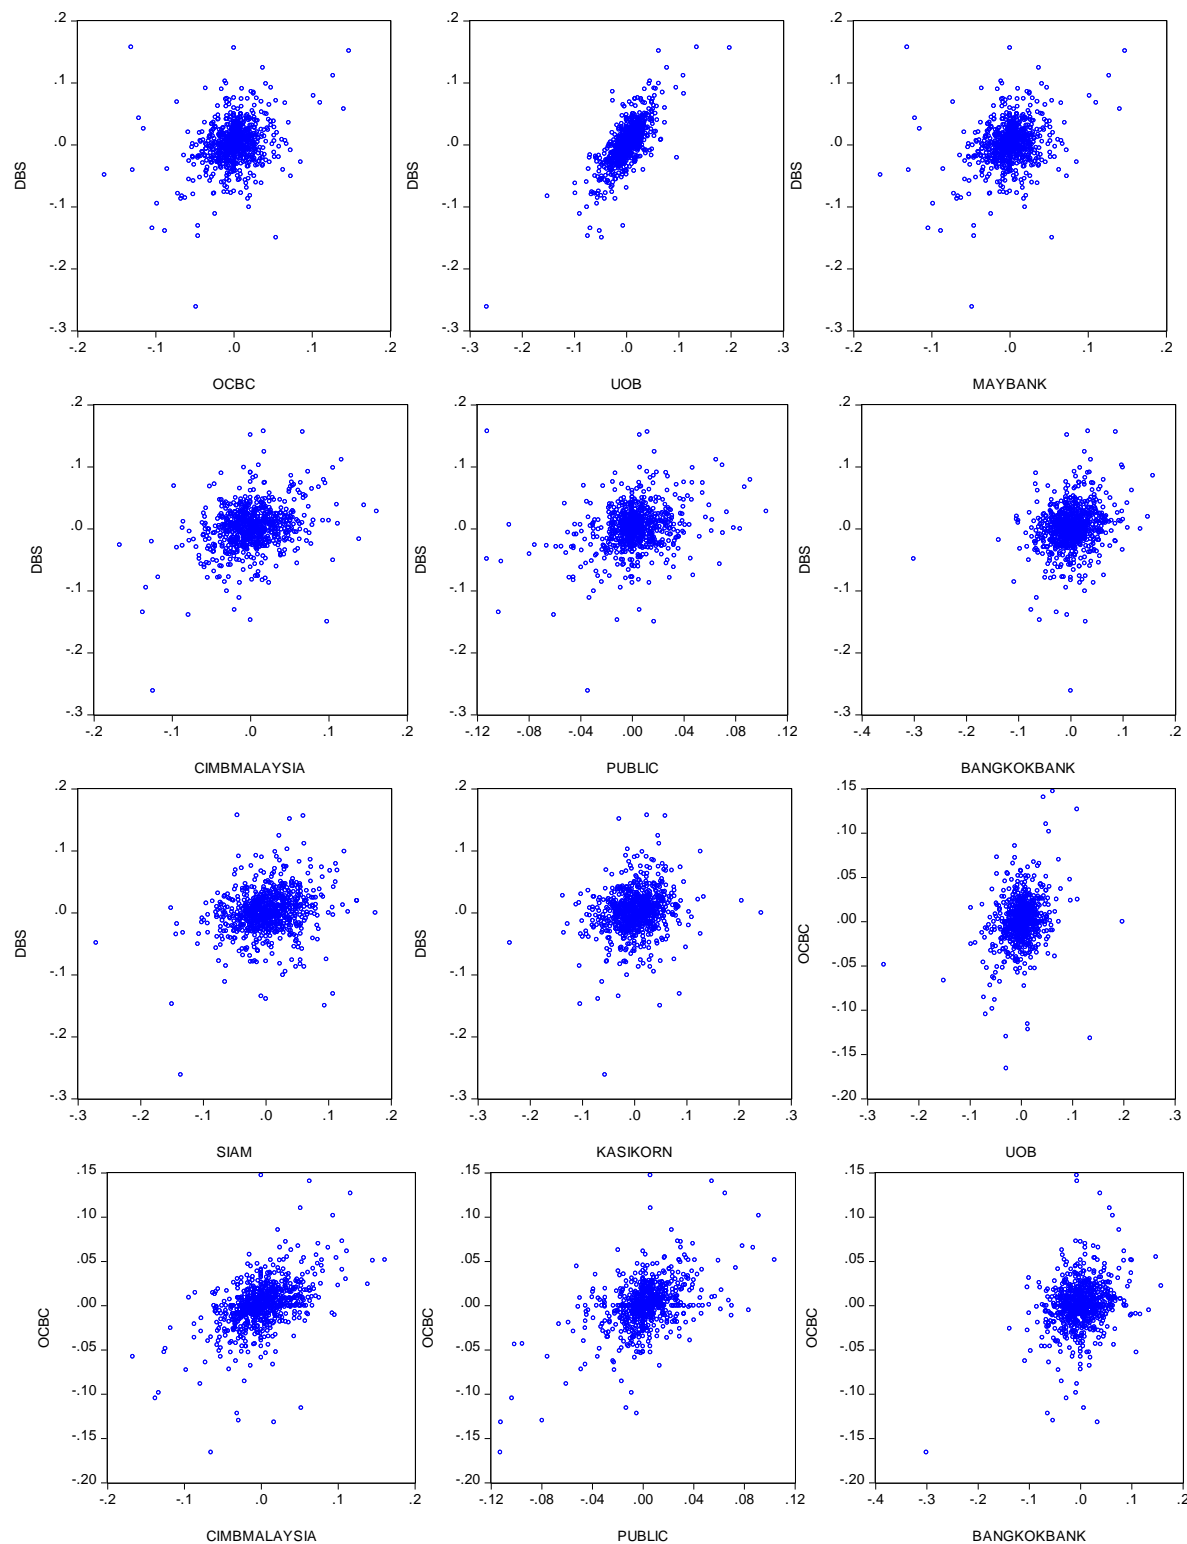 .2
.1
.0
-.1
-.2
-.3
DBS
-.2 -.1 .0 .1 .2
OCBC
.2
.1
.0
-.1
-.2
-.3
DBS
-.3 -.2 -.1 .0 .1 .2 .3
UOB
.2
.1
.0
-.1
-.2
-.3
DBS
-.2 -.1 .0 .1 .2
MAYBANK
.2
.1
.0
-.1
-.2
-.3
DBS
-.2 -.1 .0 .1 .2
CIMBMALAYSIA
.2
.1
.0
-.1
-.2
-.3
DBS
-.12 -.08 -.04 .00 .04 .08 .12
PUBLIC
.2
.1
.0
-.1
-.2
-.3
DBS
-.4 -.3 -.2 -.1 .0 .1 .2
BANGKOKBANK
.2
.1
.0
-.1
-.2
-.3
DBS
-.3 -.2 -.1 .0 .1 .2
SIAM
.2
.1
.0
-.1
-.2
-.3
DBS
-.3 -.2 -.1 .0 .1 .2 .3
KASIKORN
.15
.10
.05
.00
-.05
-.10
-.15
-.20
OCBC
-.3 -.2 -.1 .0 .1 .2 .3
UOB
.15
.10
.05
.00
-.05
-.10
-.15
-.20
OCBC
-.2 -.1 .0 .1 .2
CIMBMALAYSIA
.15
.10
.05
.00
-.05
-.10
-.15
-.20
OCBC
-.12 -.08 -.04 .00 .04 .08 .12
PUBLIC
.15
.10
.05
.00
-.05
-.10
-.15
-.20
OCBC
-.4 -.3 -.2 -.1 .0 .1 .2
BANGKOKBANK